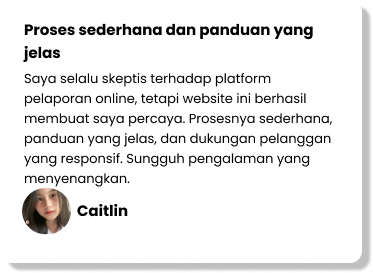 Proses sederhana dan panduan yang
jelas
Saya selalu skeptis terhadap platform
pelaporan online, tetapi website ini berhasil
membuat saya percaya. Prosesnya sederhana,
panduan yang jelas, dan dukungan pelanggan
yang responsif. Sungguh pengalaman yang
menyenangkan.
Caitlin